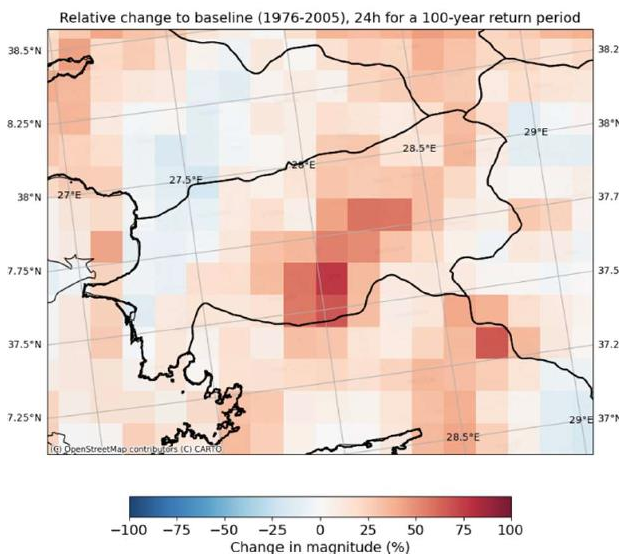 Relative change to baseline (1976-2005), 24h for a 100-year return period
38.5°N
38.2
8.25°N
38°N
29°E
28.5°E
28°E
27.5°E
27°E
38°N
37.7
7.75°N
37.5
37.5°N
37.2
7.25°N
28.5°E
29°E
37°N
(C) OpenStreetMap contributors (C) CARTO
−100 −75 −50 −25 0 25 50 75 100
Change in magnitude (%)